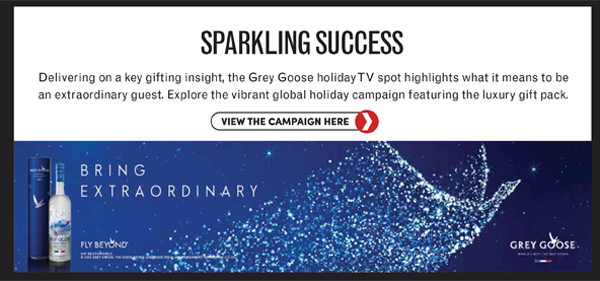 SPARKLING SUCCESS
Delivering on a key gifting insight, the Grey Goose holiday TV spot highlights what it means to be
an extraordinary guest. Explore the vibrant global holiday campaign featuring the luxury gift pack.
VIEW THE CAMPAIGN HERE
BRING
EXTRAORDINARY
FLY BEYOND®
GREY GOOSE